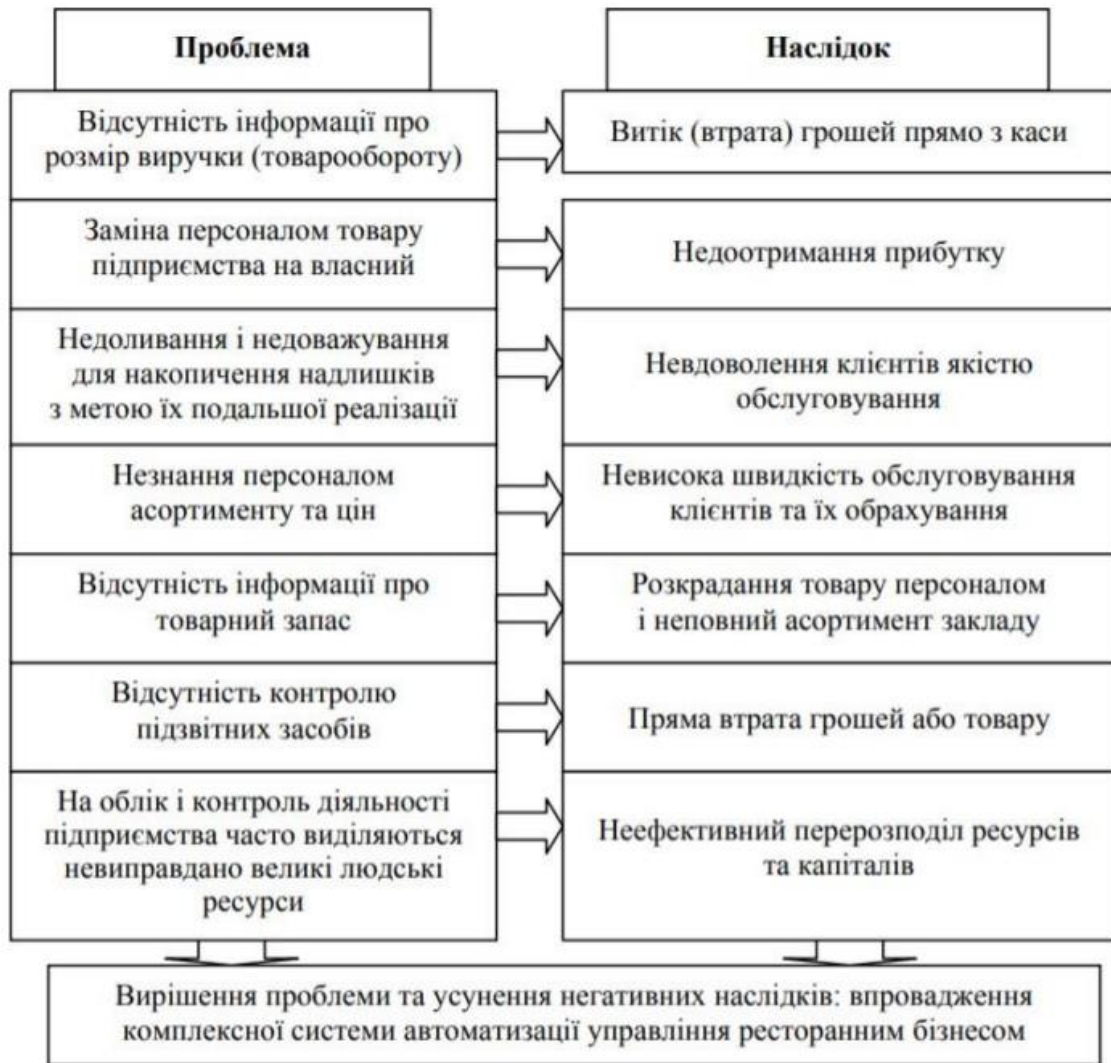 Проблема
Наслідок
Відсутність інформації про
розмір виручки (товарообороту)
Витік (втрата) грошей прямо з каси
Заміна персоналом товару
підприємства на власний
Недоотримання прибутку
Недоливання і недоважування
для накопичення надлишків
з метою їх подальшої реалізації
Невдоволення клієнтів якістю
обслуговування
Незнання персоналом
асортименту та цін
Невисока швидкість обслуговування
клієнтів та їх обрахування
Відсутність інформації про
товарний запас
Розкрадання товару персоналом
і неповний асортимент закладу
Відсутність контролю
підзвітних засобів
Пряма втрата грошей або товару
На облік і контроль діяльності
підприємства часто виділяються
невиправдано великі людські
ресурси
Неефективний перерозподіл ресурсів
та капіталів
Вирішення проблеми та усунення негативних наслідків: впровадження
комплексної системи автоматизації управління ресторанним бізнесом